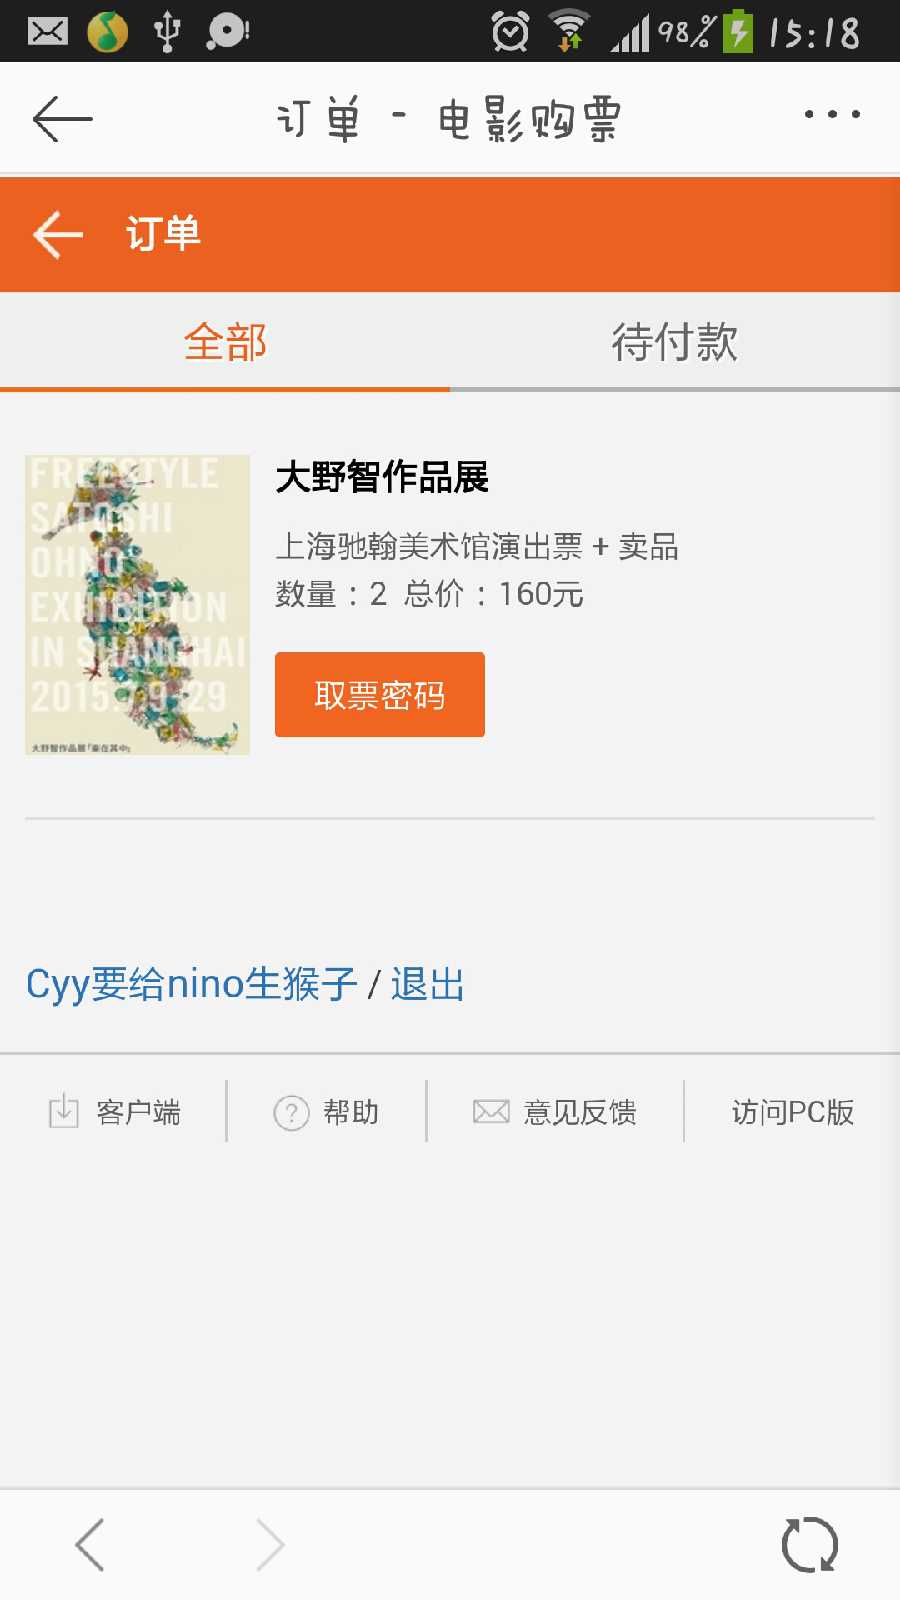 98% 15:18
订单 - 电影购票
订单
全部
待付款
FREESTYLE
SATOSHI
OHNO
EXHIBITION
IN SHANGHAI
2015.7.9-29
大野智作品展「乐在其中」
大野智作品展
上海驰翰美术馆演出票 + 卖品
数量：2 总价：160元
取票密码
Cyy要给nino生猴子 / 退出
客户端
帮助
意见反馈
访问PC版